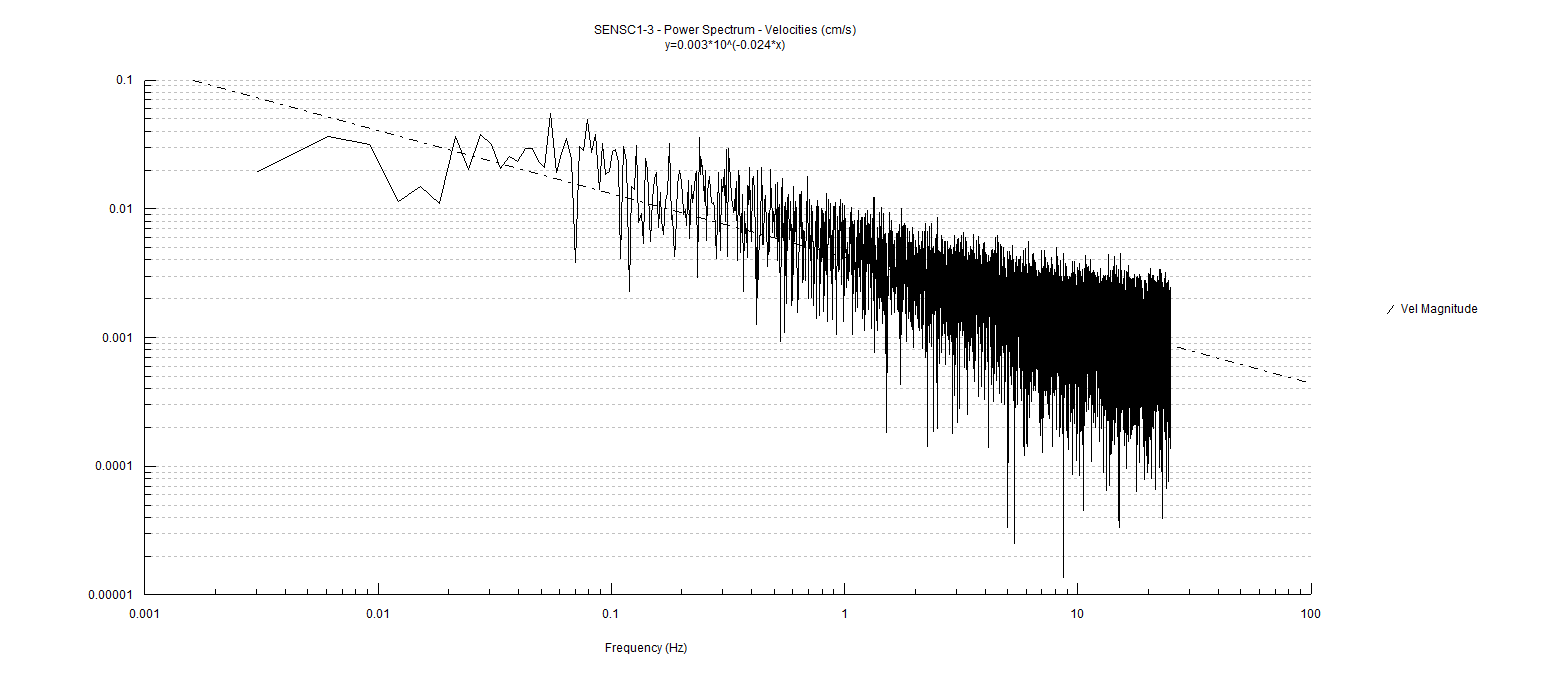 SENSC1-3 - Power Spectrum - Velocities (cm/s)
y=0.003*10^(-0.024*x)
0.1
0.01
0.001
0.0001
0.00001
0.001
0.01
0.1
1
10
100
Frequency (Hz)
Vel Magnitude